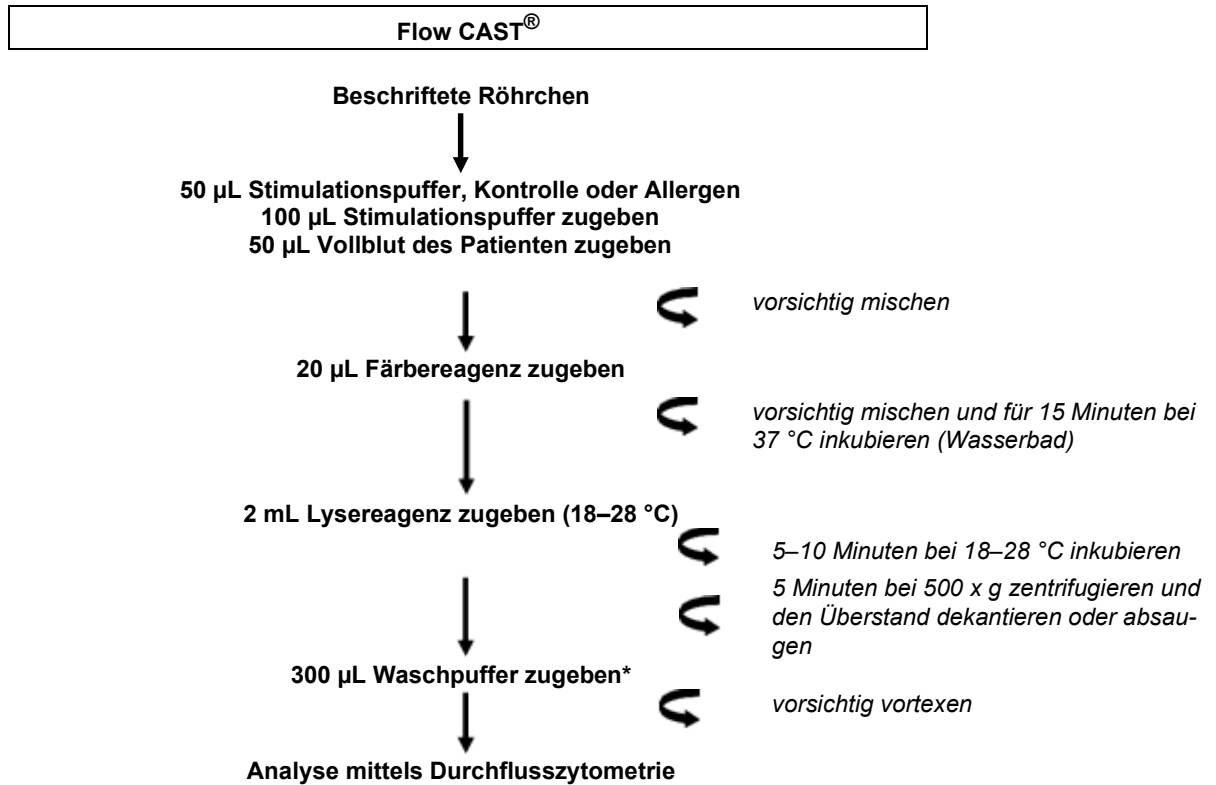 Flow CAST®
Beschriftete Röhrchen
50 µL Stimulationspuffer, Kontrolle oder Allergen
100 µL Stimulationspuffer zugeben
50 µL Vollblut des Patienten zugeben
vorsichtig mischen
20 µL Färbereagenz zugeben
vorsichtig mischen und für 15 Minuten bei
37 °C inkubieren (Wasserbad)
2 mL Lysereagenz zugeben (18–28 °C)
5–10 Minuten bei 18–28 °C inkubieren
5 Minuten bei 500 x g zentrifugieren und
den Überstand dekantieren oder absau-
gen
300 µL Waschpuffer zugeben*
vorsichtig vortexen
Analyse mittels Durchflusszytometrie